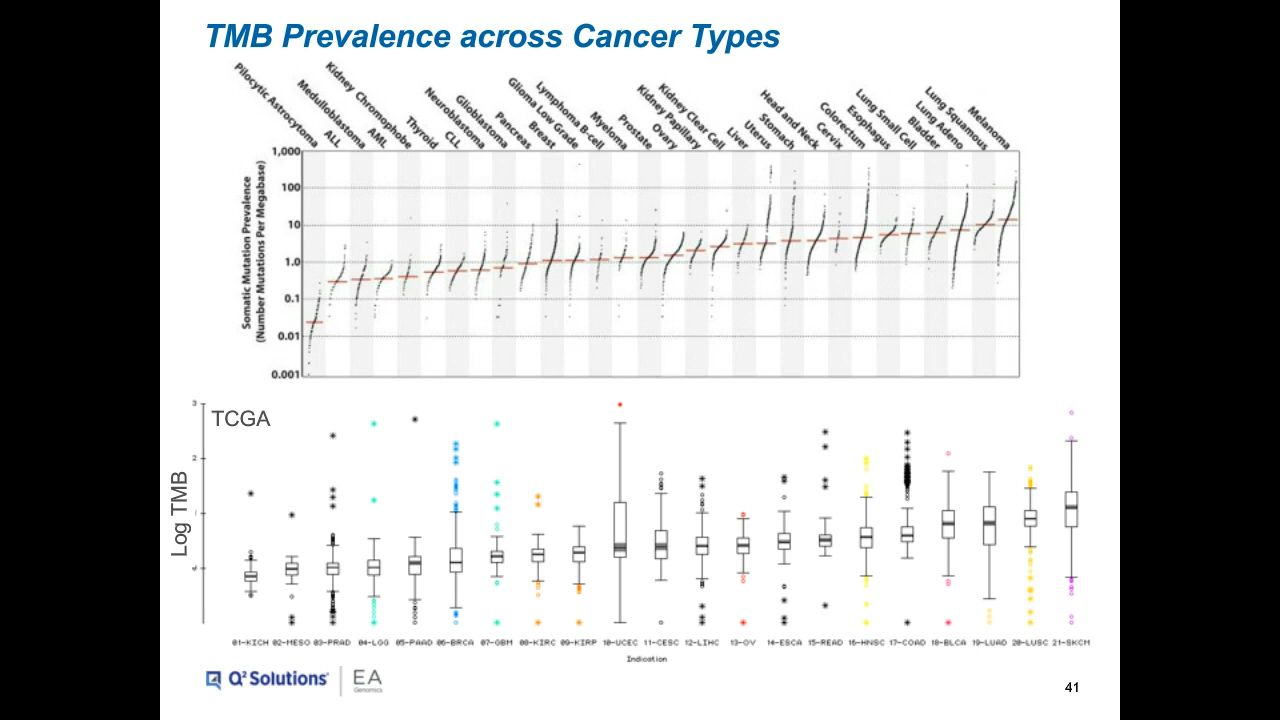 TMB Prevalence across Cancer Types
Pilocytic Astrocytoma
ALL
Medulloblastoma
AML
Kidney Chromophobe
Thyroid
CLL
Neuroblastoma
Glioblastoma
Pancreas
Breast
Glioma Low Grade
Lymphoma B-cell
Myeloma
Prostate
Ovary
Kidney Papillary
Kidney Clear Cell
Liver
Uterus
Stomach
Head and Neck
Cervix
Colorectum
Esophagus
Lung Small Cell
Bladder
Lung Adeno
Lung Squamous
Melanoma
Somatic Mutation Prevalence
(Number Mutations Per Megabase)
1,000
100
10
1.0
0.1
0.01
0.001
TCGA
Log TMB
3
2
01-KICH 02-MESO 03-PRAD 04-LGG 05-PAAD 06-BRCA 07-GBM 08-KIRC 09-KIRP 10-UCEC 11-CESC 12-LIHC 13-OV 14-ESCA 15-READ 16-HNSC 17-COAD 18-BLCA 19-LUAD 20-LUSC 21-SKCM
Indication
Q² Solutions
EA
Genomics
41